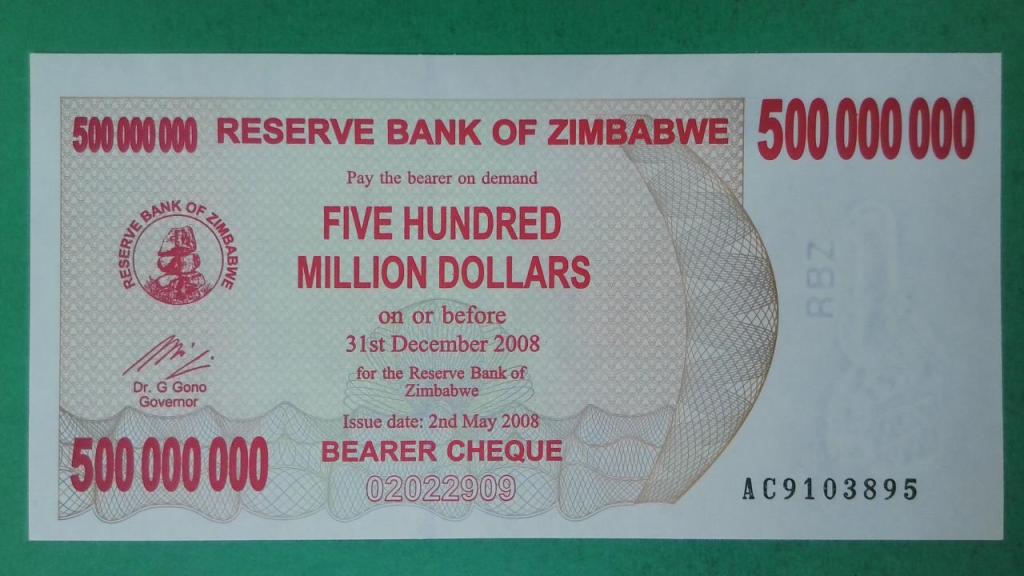 500 000 000
RESERVE BANK OF ZIMBABWE
500 000 000
Pay the bearer on demand
FIVE HUNDRED
MILLION DOLLARS
on or before
31st December 2008
for the Reserve Bank of
Zimbabwe
RESERVE BANK OF ZIMBABWE
Dr. G Gono
Governor
Issue date: 2nd May 2008
BEARER CHEQUE
02022909
500 000 000
RBZ
AC9103895